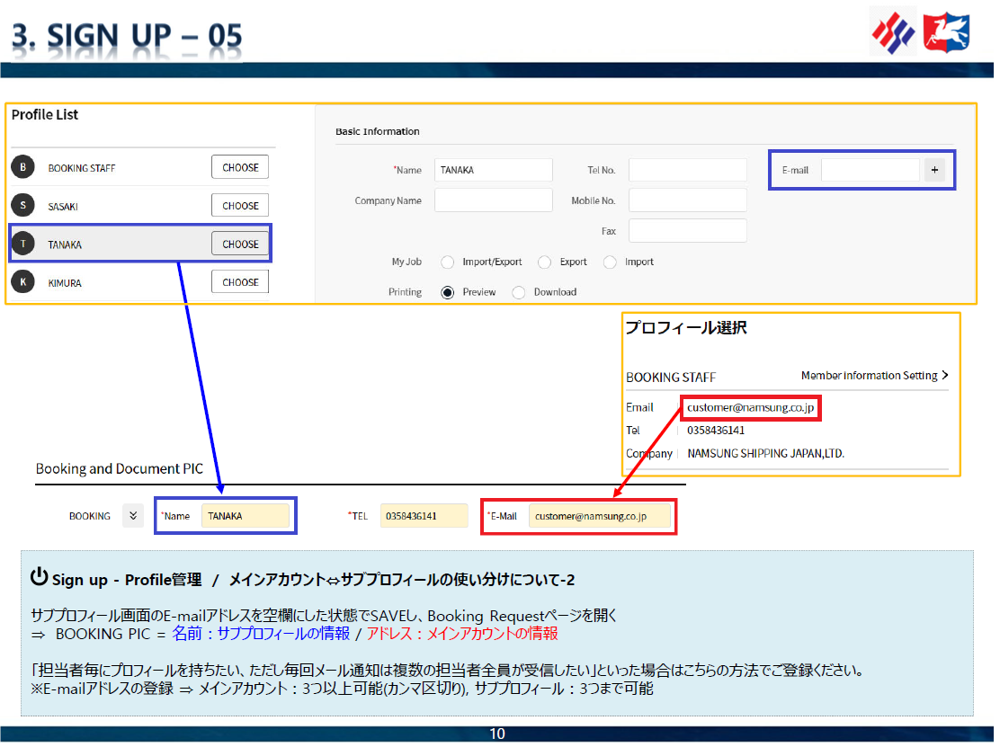 3. SIGN UP – 05
Profile List
B BOOKING STAFF CHOOSE
S SASAKI CHOOSE
T TANAKA CHOOSE
K KIMURA CHOOSE
Basic Information
*Name TANAKA Tel No. E-mail +
Company Name Mobile No.
Fax
My Job Import/Export Export Import
Printing Preview Download
プロフィール選択
BOOKING STAFF Member information Setting >
Email customer@namsung.co.jp
Tel 0358436141
Company NAMSUNG SHIPPING JAPAN,LTD.
Booking and Document PIC
BOOKING *Name TANAKA *TEL 0358436141 *E-Mail customer@namsung.co.jp
Sign up - Profile管理 / メインアカウント⇔サブプロフィールの使い分けについて-2
サブプロフィール画面のE-mailアドレスを空欄にした状態でSAVEし、Booking Requestページを開く
⇒ BOOKING PIC = 名前：サブプロフィールの情報 / アドレス：メインアカウントの情報
「担当者毎にプロフィールを持ちたい、ただし毎回メール通知は複数の担当者全員が受信したい」といった場合はこちらの方法でご登録ください。
※E-mailアドレスの登録 ⇒ メインアカウント：3つ以上可能(カンマ区切り), サブプロフィール：3つまで可能
10